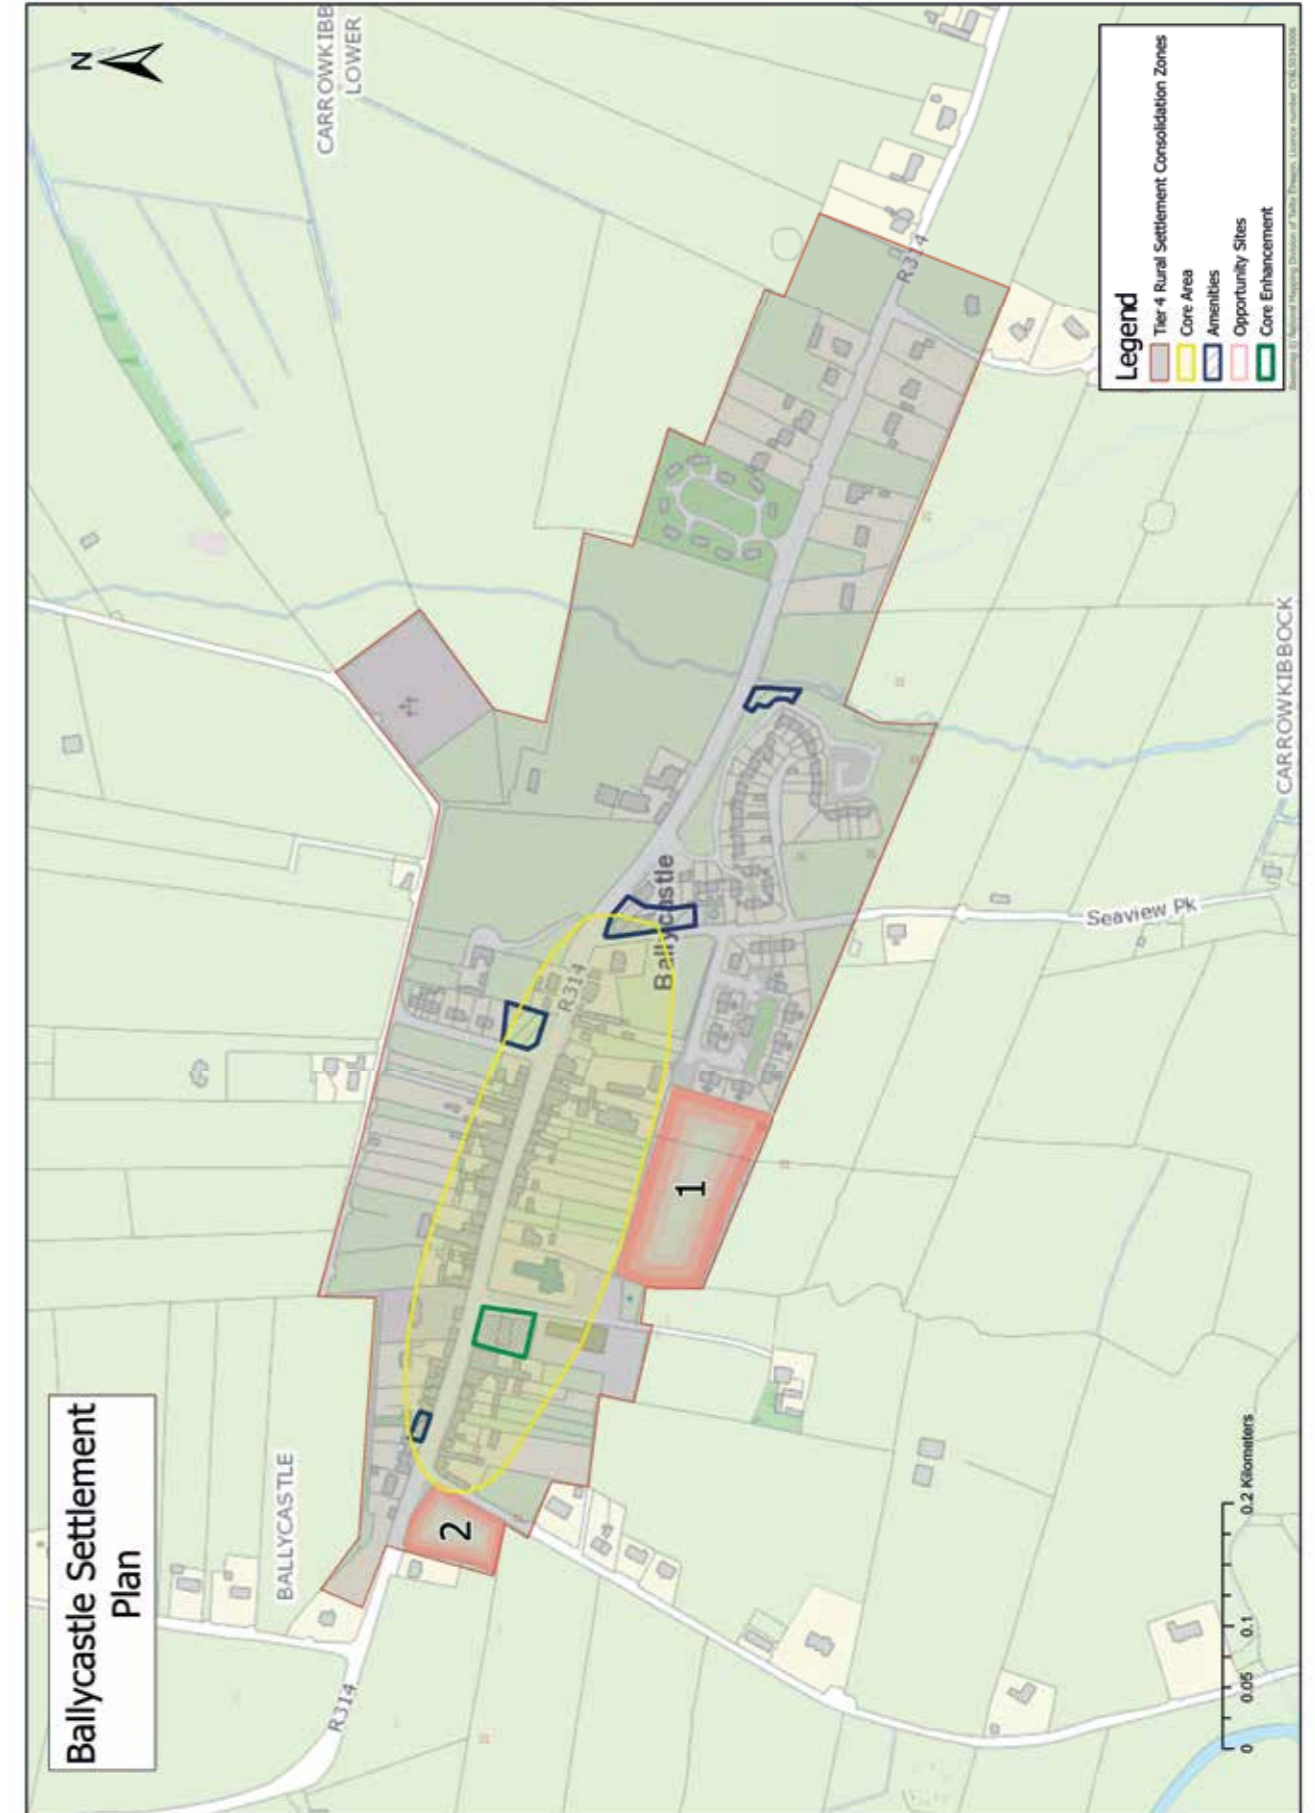 Ballycastle Settlement
Plan
N
CARROWKIBB
LOWER
BALLYCASTLE
R314
2
1
R314
Ballycastle
R314
Seaview Pk
CARROWKIBBOCK
0 0.05 0.1 0.2 Kilometers
Legend
Tier 4 Rural Settlement Consolidation Zones
Core Area
Amenities
Opportunity Sites
Core Enhancement